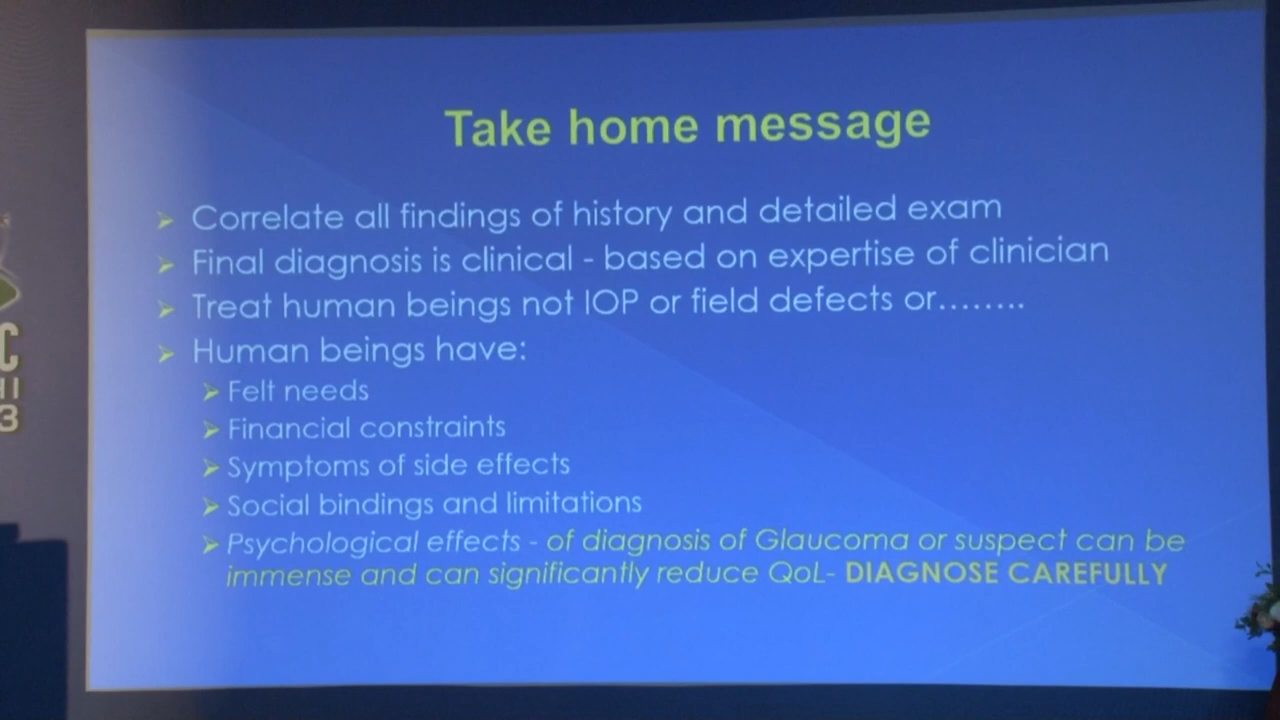 Take home message
➢ Correlate all findings of history and detailed exam
➢ Final diagnosis is clinical - based on expertise of clinician
➢ Treat human beings not IOP or field defects or........
➢ Human beings have:
➢ Felt needs
➢ Financial constraints
➢ Symptoms of side effects
➢ Social bindings and limitations
➢ Psychological effects - of diagnosis of Glaucoma or suspect can be
immense and can significantly reduce QoL- DIAGNOSE CAREFULLY
C
HI
3